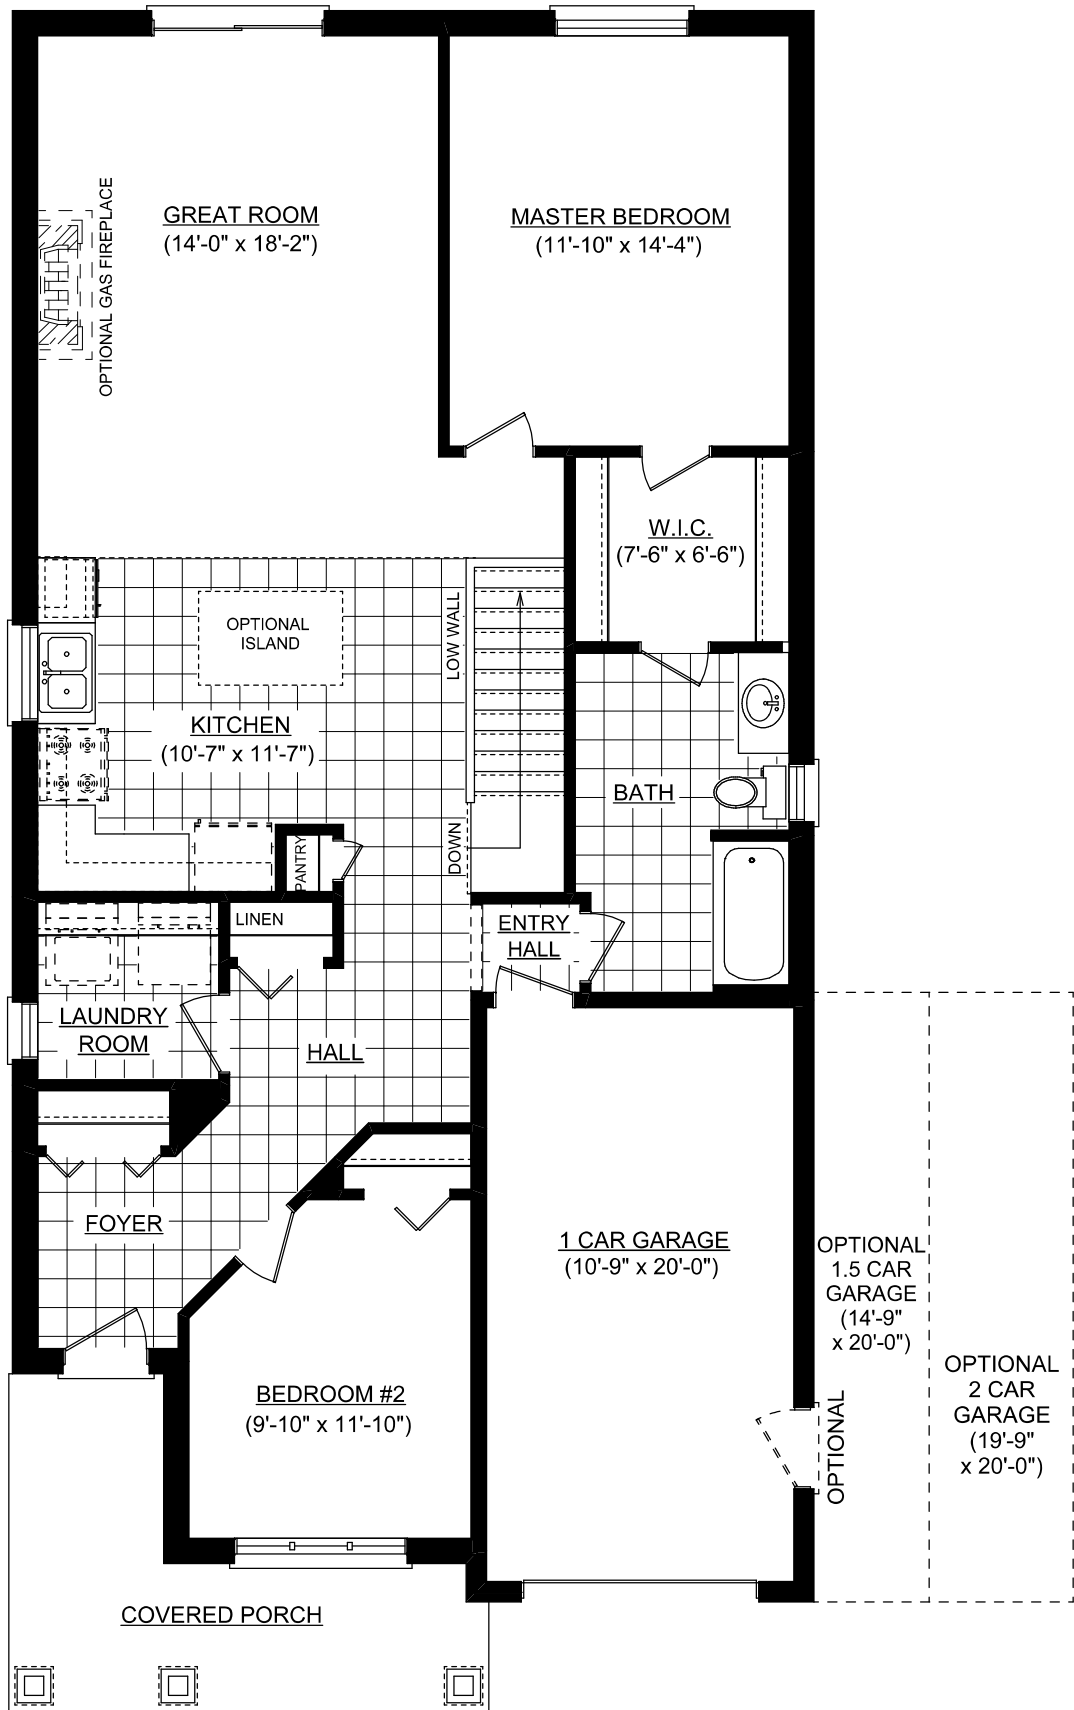 GREAT ROOM
(14'-0" x 18'-2")
MASTER BEDROOM
(11'-10" x 14'-4")
OPTIONAL GAS FIREPLACE
W.I.C.
(7'-6" x 6'-6")
OPTIONAL
ISLAND
LOW WALL
KITCHEN
(10'-7" x 11'-7")
BATH
DOWN
PANTRY
LINEN
ENTRY
HALL
LAUNDRY
ROOM
HALL
FOYER
1 CAR GARAGE
(10'-9" x 20'-0")
OPTIONAL
1.5 CAR
GARAGE
(14'-9"
x 20'-0")
OPTIONAL
2 CAR
GARAGE
(19'-9"
x 20'-0")
BEDROOM #2
(9'-10" x 11'-10")
OPTIONAL
COVERED PORCH